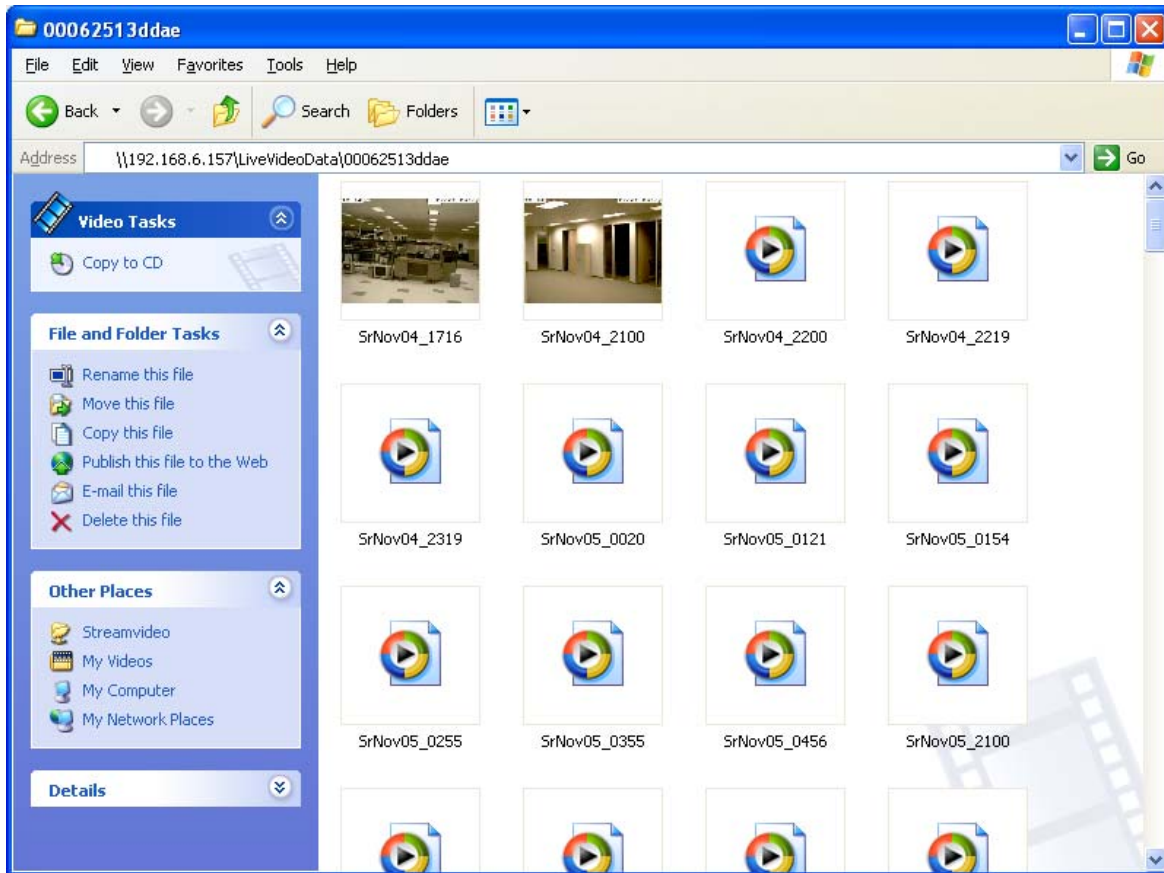 00062513ddae
File Edit View Favorites Tools Help
Back Search Folders
Address \\192.168.6.157\LiveVideoData\00062513ddae Go
Video Tasks
Copy to CD
File and Folder Tasks
Rename this file
Move this file
Copy this file
Publish this file to the Web
E-mail this file
Delete this file
Other Places
Streamvideo
My Videos
My Computer
My Network Places
Details
SrNov04_1716 SrNov04_2100 SrNov04_2200 SrNov04_2219
SrNov04_2319 SrNov05_0020 SrNov05_0121 SrNov05_0154
SrNov05_0255 SrNov05_0355 SrNov05_0456 SrNov05_2100